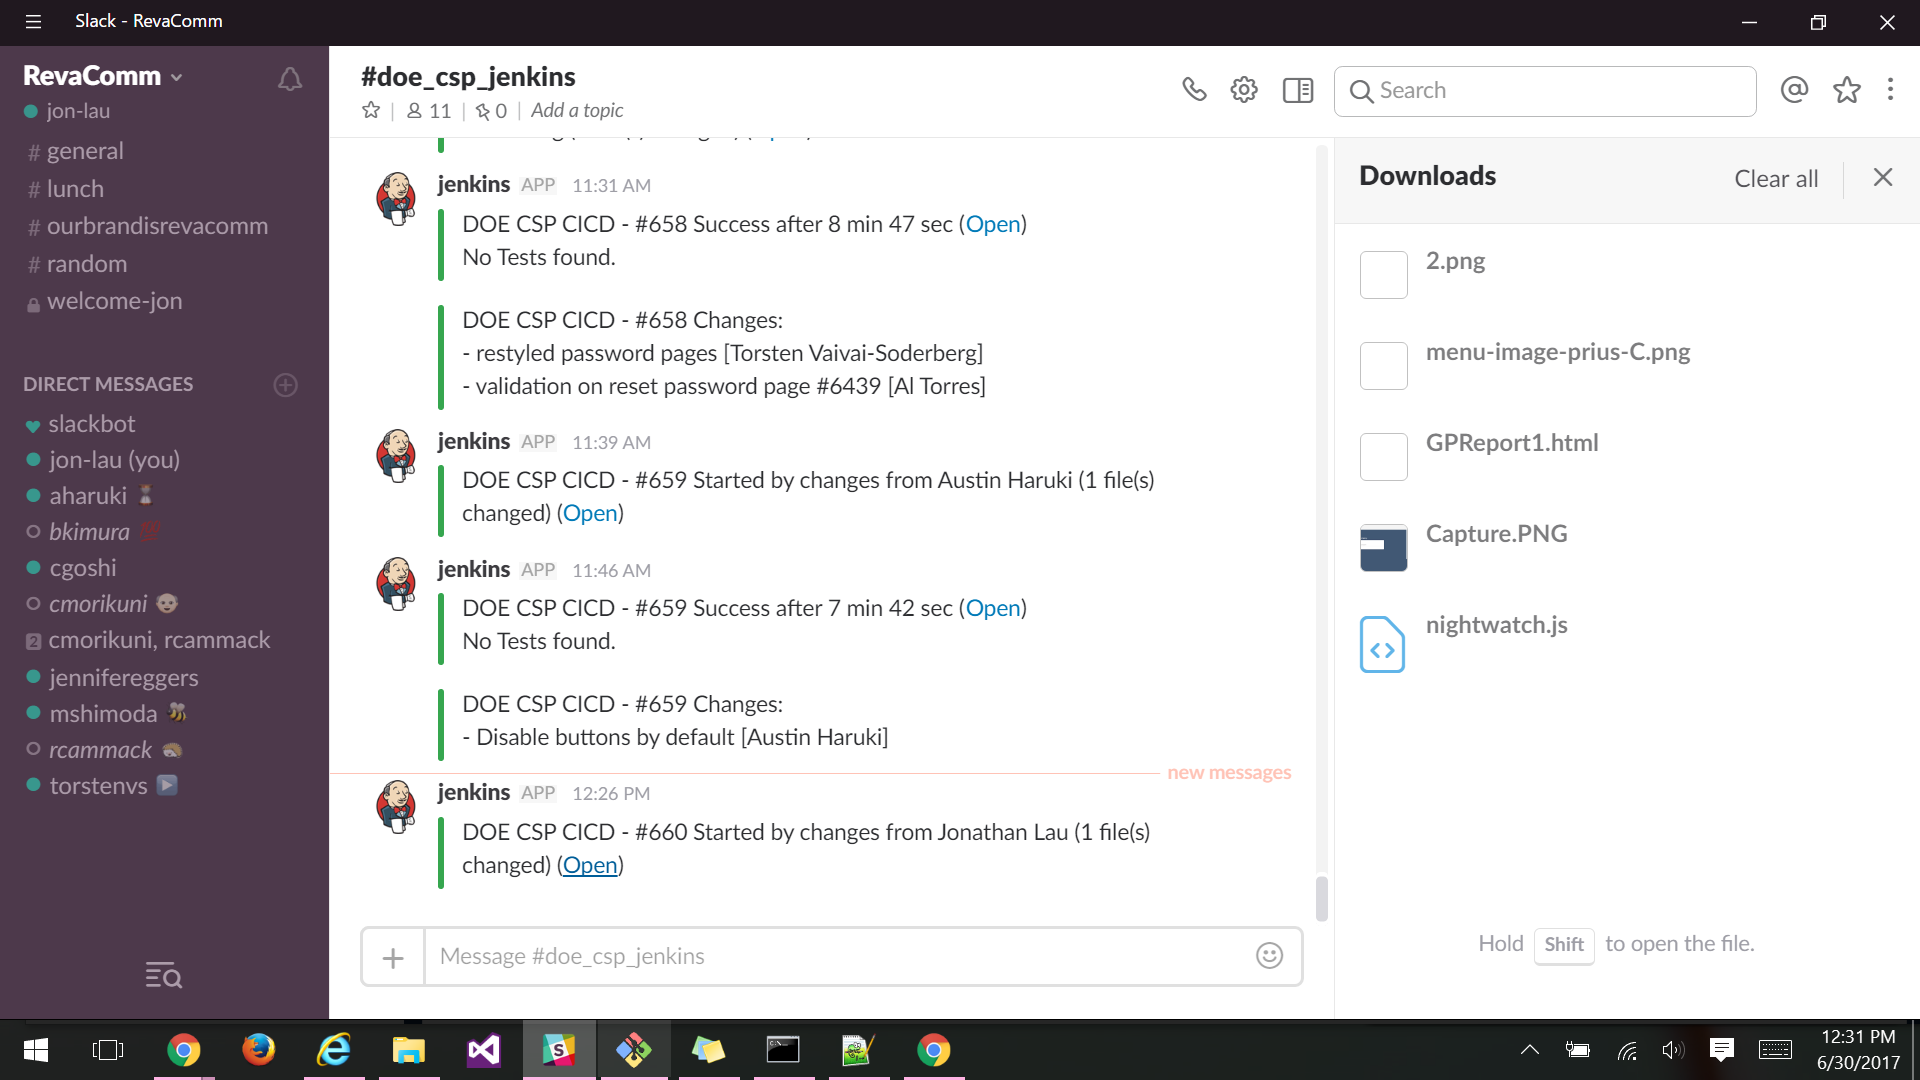 Slack - RevaComm
RevaComm
jon-lau
# general
# lunch
# ourbrandisrevacomm
# random
welcome-jon
DIRECT MESSAGES
slackbot
jon-lau (you)
aharuki
bkimura
cgoshi
cmorikuni
2 cmorikuni, rcammack
jennifereggers
mshimoda
rcammack
torstenvs
#doe_csp_jenkins
11
0
Add a topic
Search
jenkins APP 11:31 AM
DOE CSP CICD - #658 Success after 8 min 47 sec (Open)
No Tests found.
DOE CSP CICD - #658 Changes:
- restyled password pages [Torsten Vaivai-Soderberg]
- validation on reset password page #6439 [Al Torres]
jenkins APP 11:39 AM
DOE CSP CICD - #659 Started by changes from Austin Haruki (1 file(s)
changed) (Open)
jenkins APP 11:46 AM
DOE CSP CICD - #659 Success after 7 min 42 sec (Open)
No Tests found.
DOE CSP CICD - #659 Changes:
- Disable buttons by default [Austin Haruki]
new messages
jenkins APP 12:26 PM
DOE CSP CICD - #660 Started by changes from Jonathan Lau (1 file(s)
changed) (Open)
Message #doe_csp_jenkins
Downloads
Clear all
2.png
menu-image-prius-C.png
GPReport1.html
Capture.PNG
nightwatch.js
Hold Shift to open the file.
12:31 PM
6/30/2017